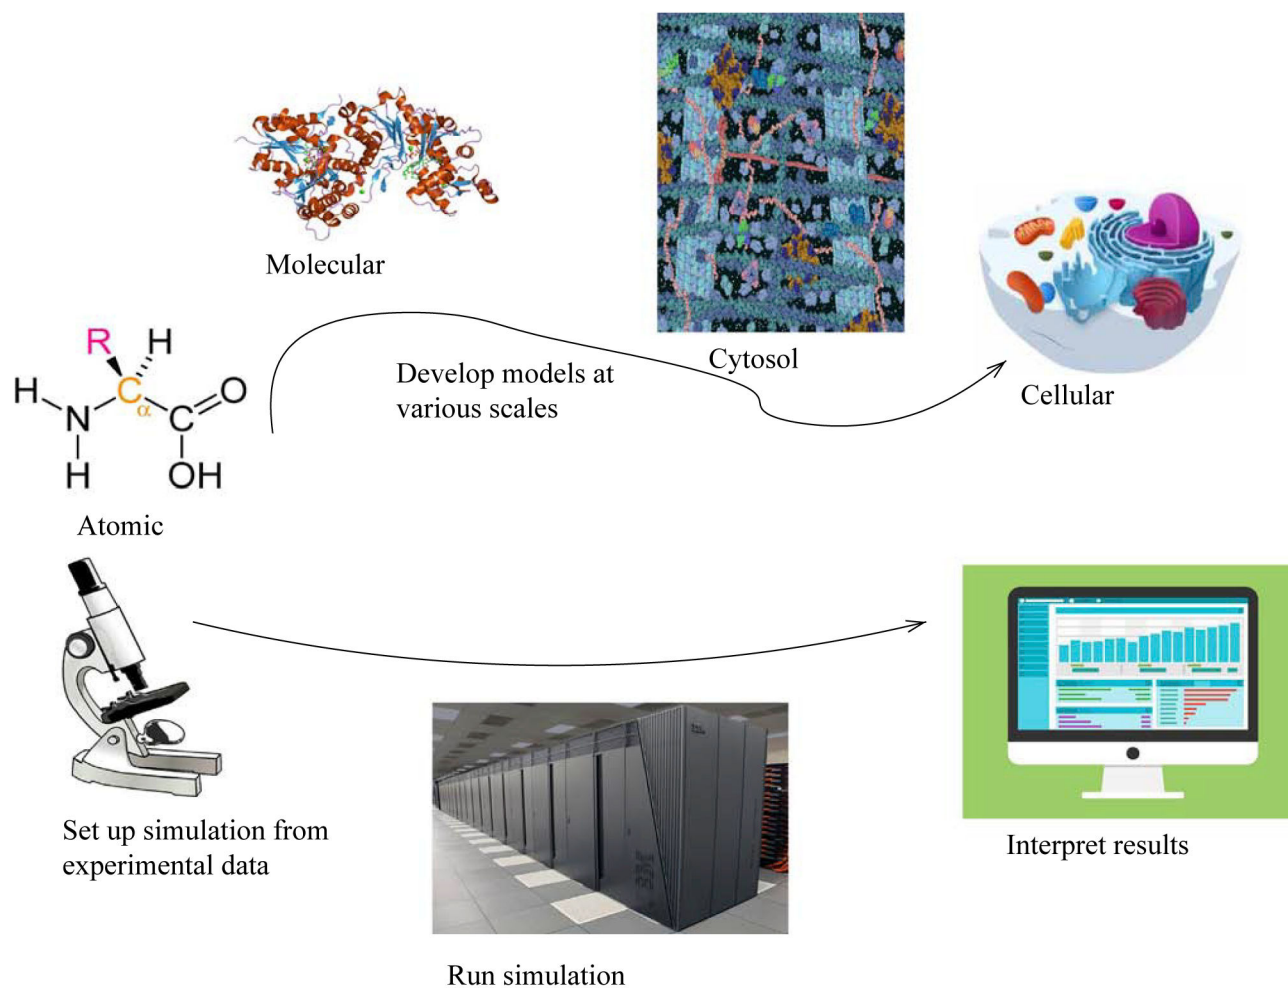 Molecular
Cytosol
Cellular
Develop models at
various scales
R
H
H
C
α
O
N
C
H
OH
Atomic
Set up simulation from
experimental data
IBM
Run simulation
Interpret results